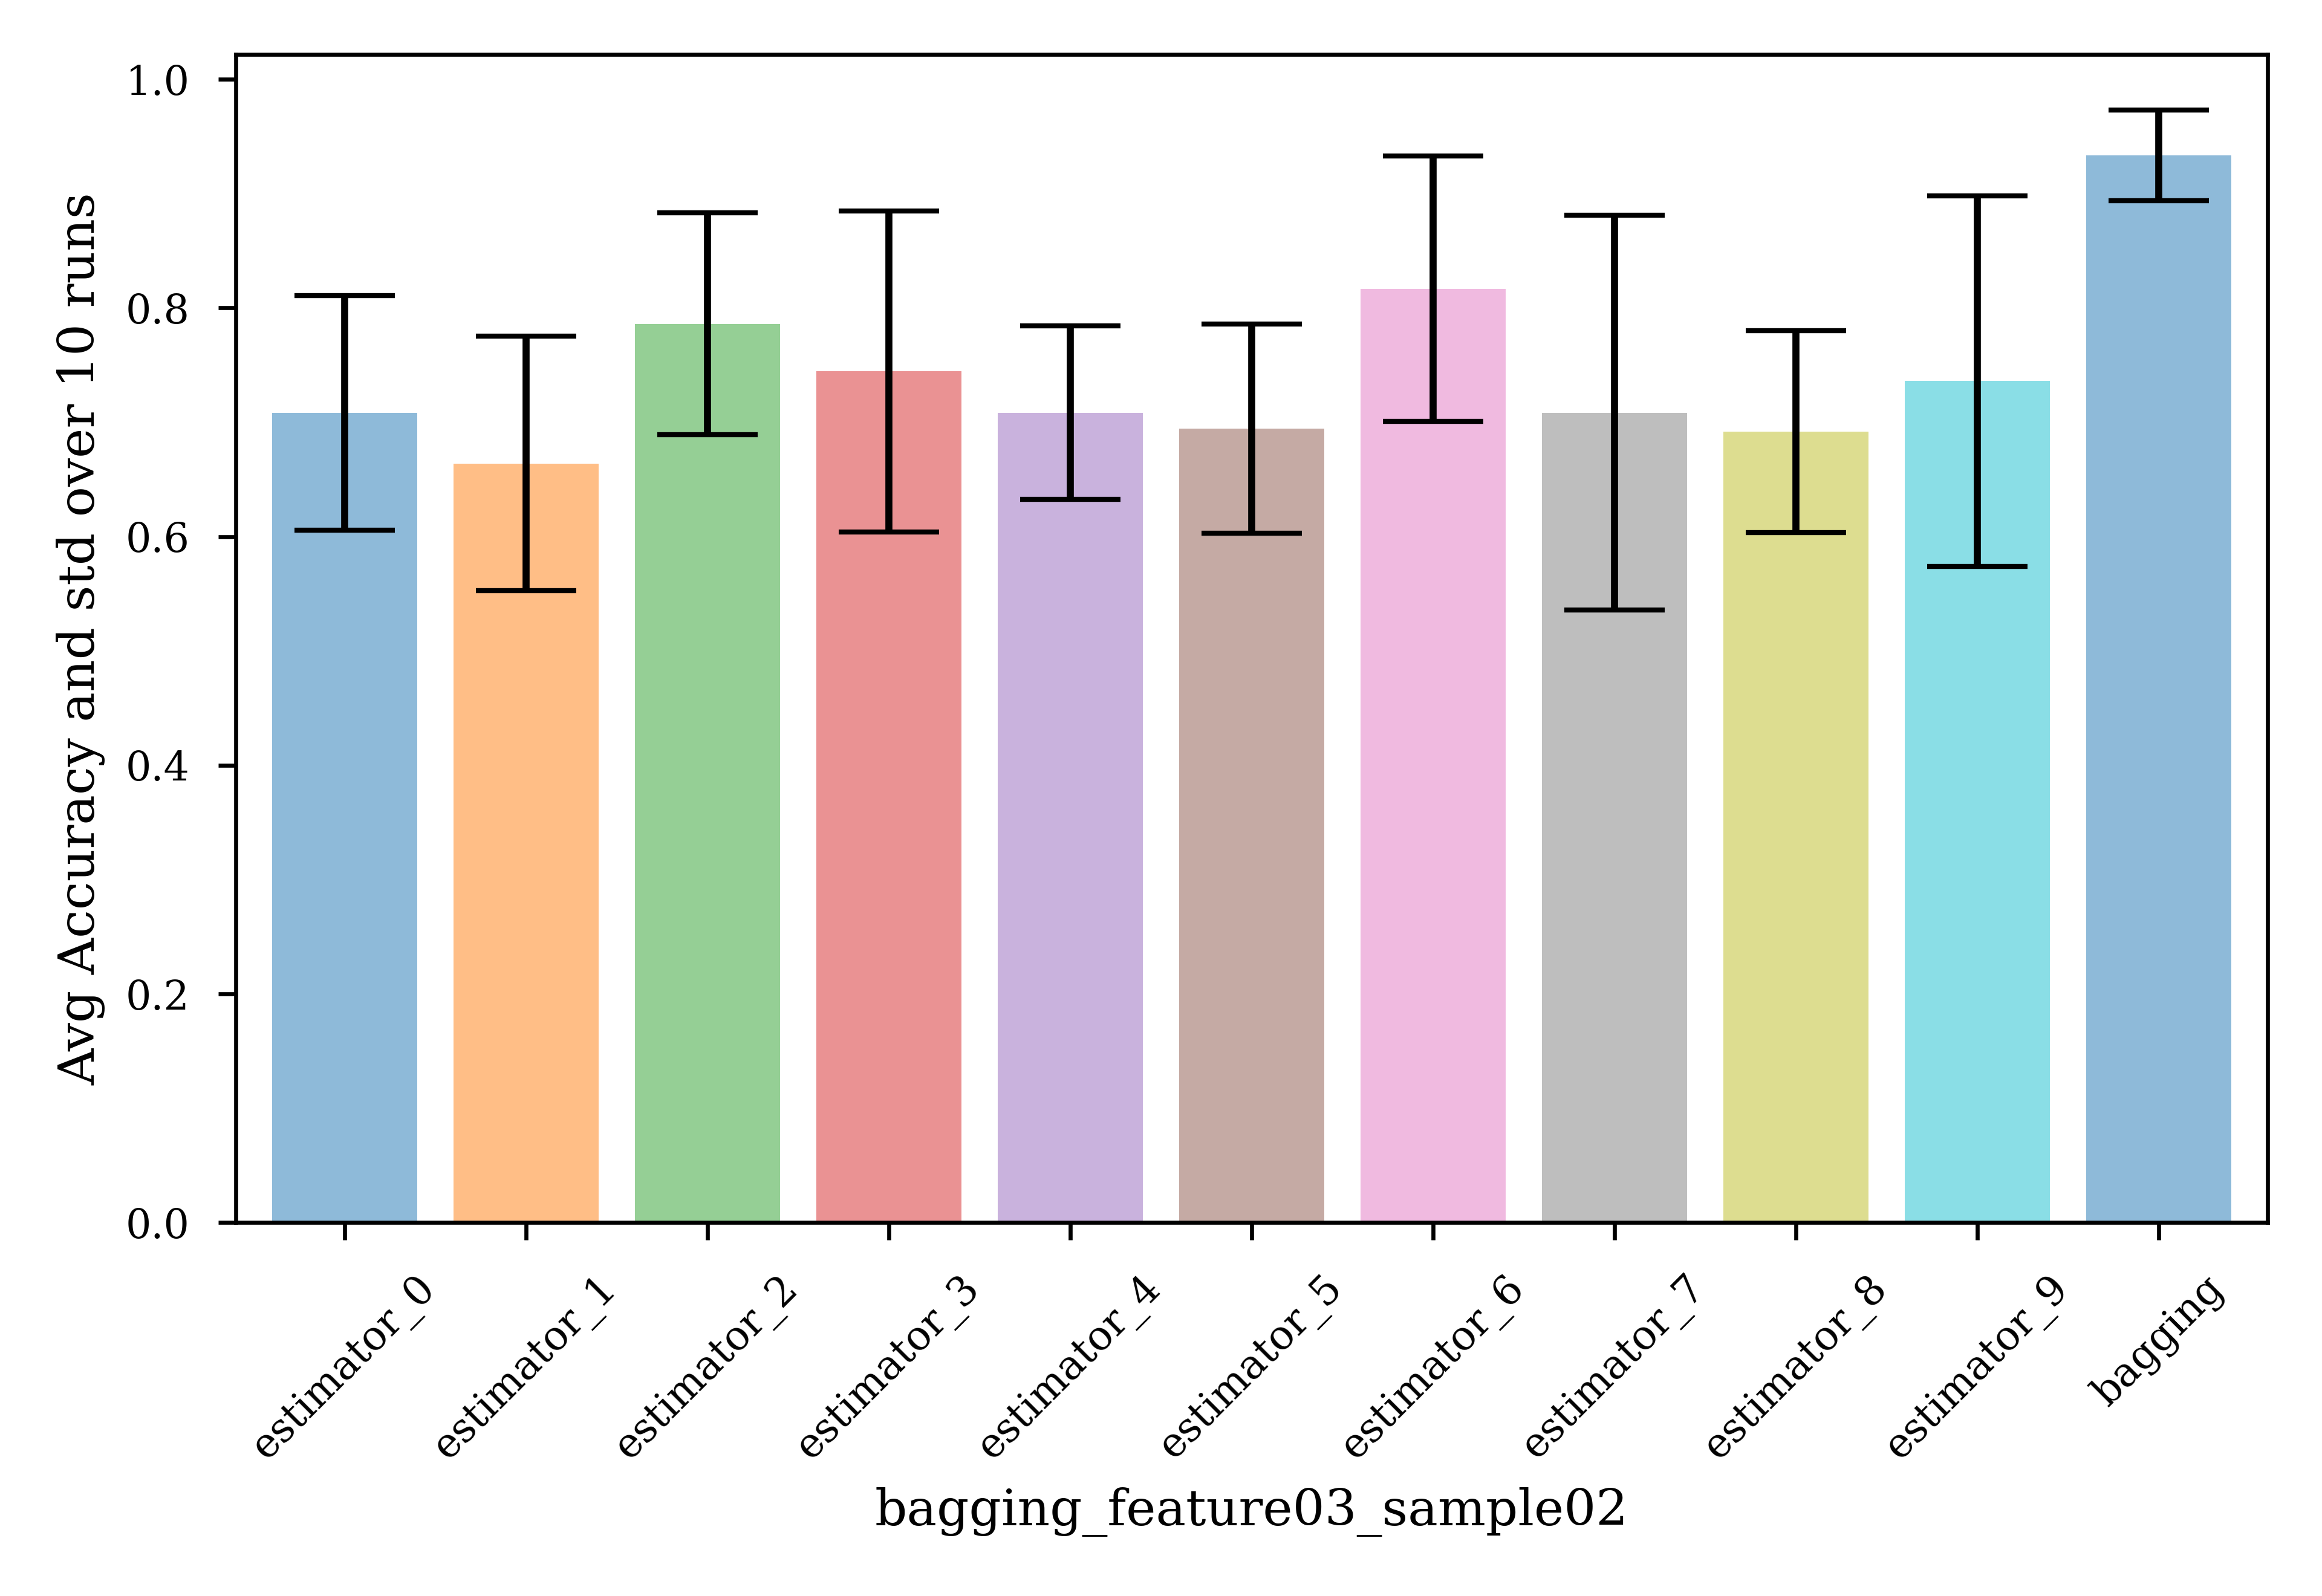 Avg Accuracy and std over 10 runs
1.0
0.8
0.6
0.4
0.2
0.0
estimator_0
estimator_1
estimator_2
estimator_3
estimator_4
estimator_5
estimator_6
estimator_7
estimator_8
estimator_9
bagging
bagging_feature03_sample02